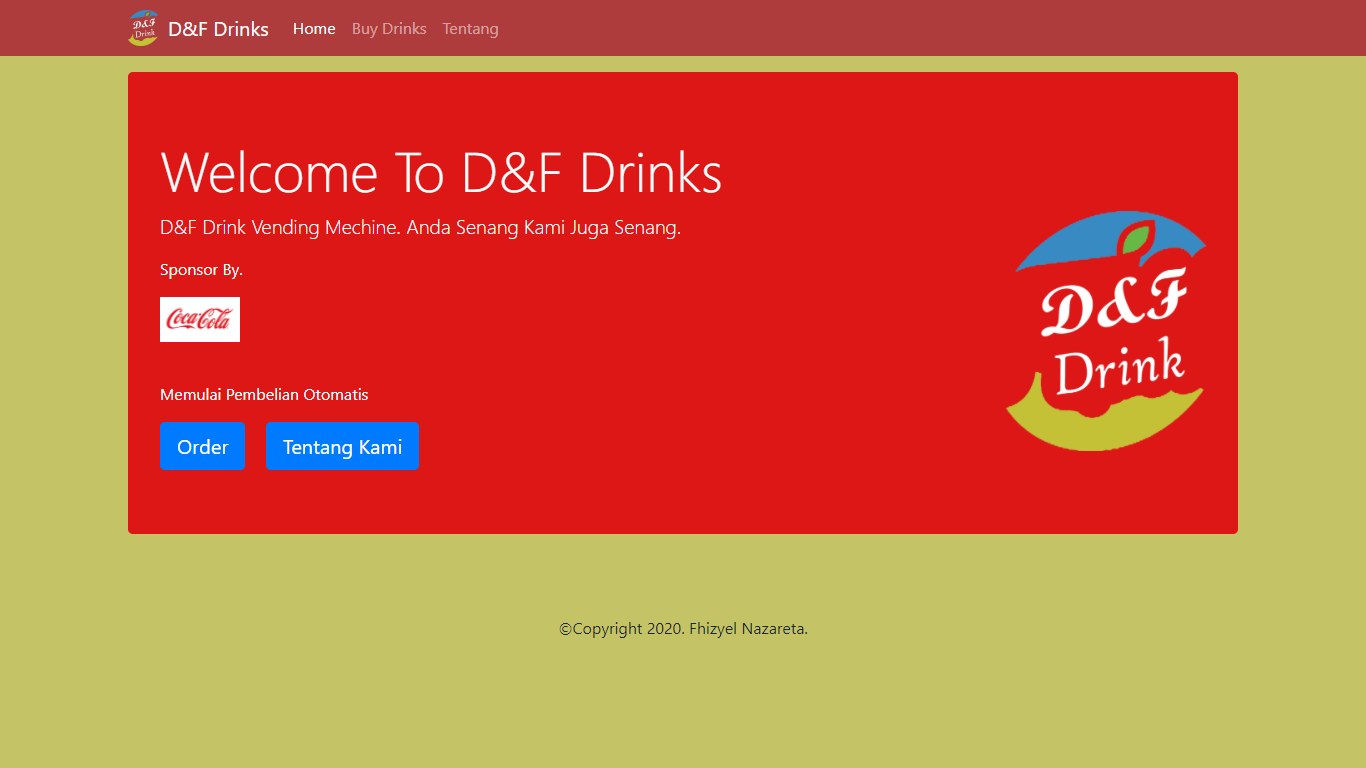 D&F Drink
D&F Drinks Home Buy Drinks Tentang
Welcome To D&F Drinks
D&F Drink Vending Mechine. Anda Senang Kami Juga Senang.
Sponsor By.
Coca-Cola
Memulai Pembelian Otomatis
Order Tentang Kami
D&F
Drink
©Copyright 2020. Fhizyel Nazareta.